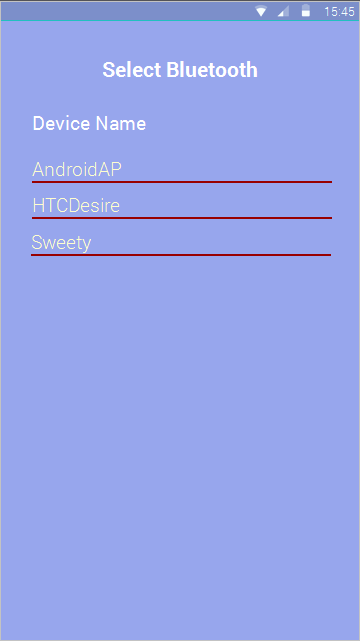 15:45
Select Bluetooth
Device Name
AndroidAP
HTCDesire
Sweety